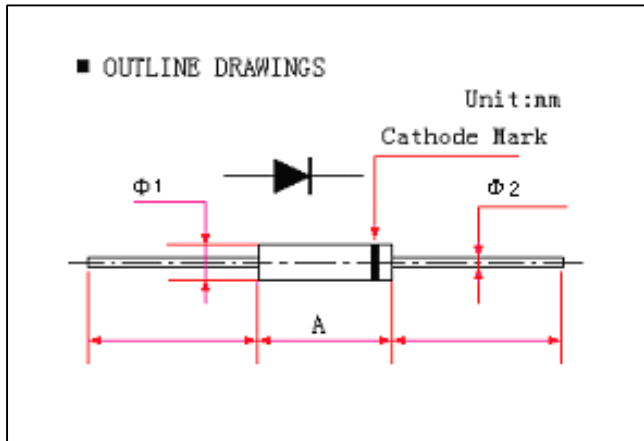 ■ OUTLINE DRAWINGS
Unit:mm
Cathode Mark
Φ1
Φ2
A